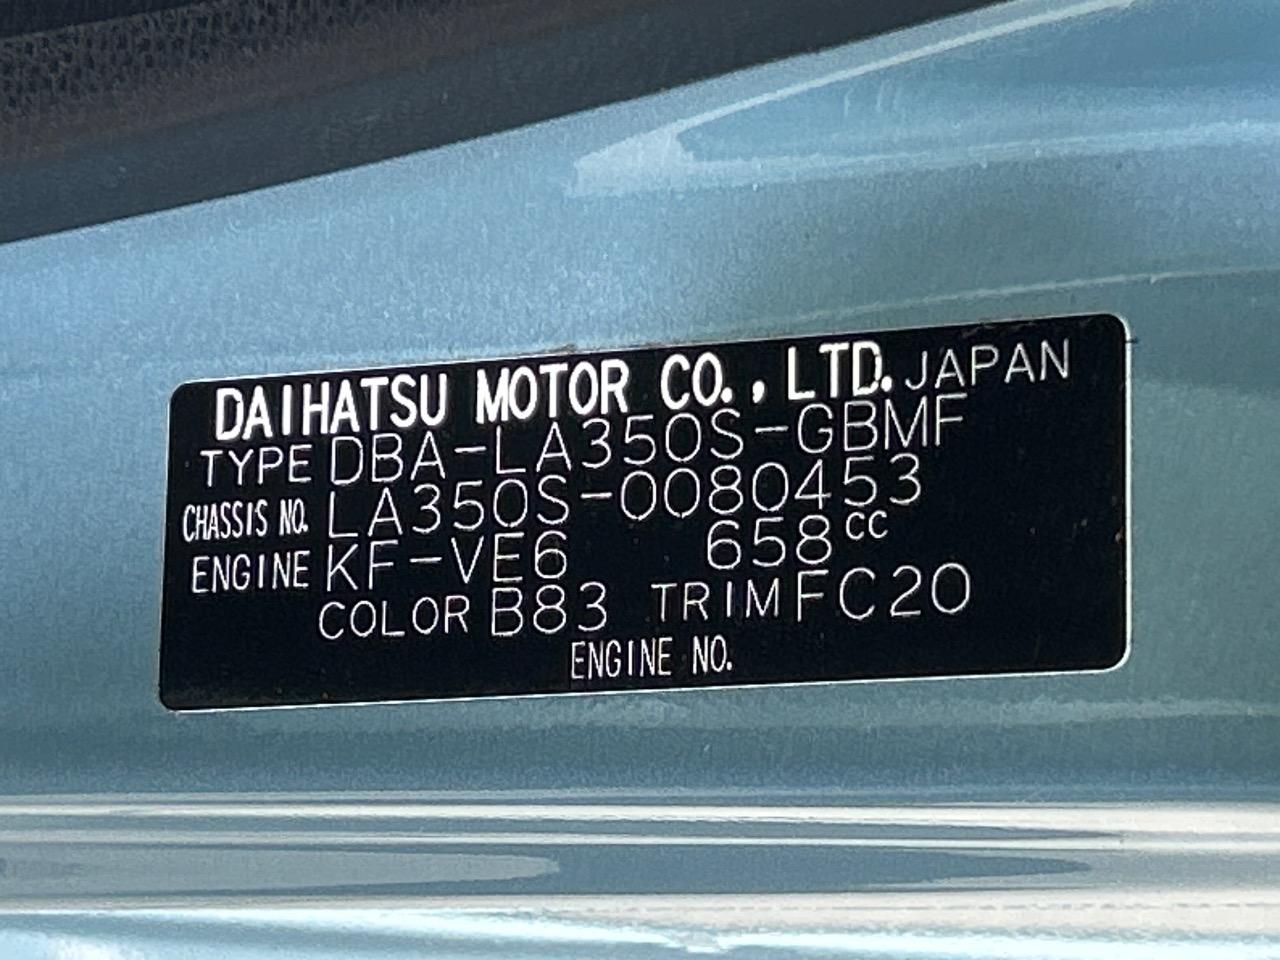 DAIHATSU MOTOR CO., LTD. JAPAN
TYPE DBA-LA350S-GBMF
CHASSIS NO. LA350S-0080453
ENGINE KF-VE6 658cc
COLOR B83 TRIM FC20
ENGINE NO.